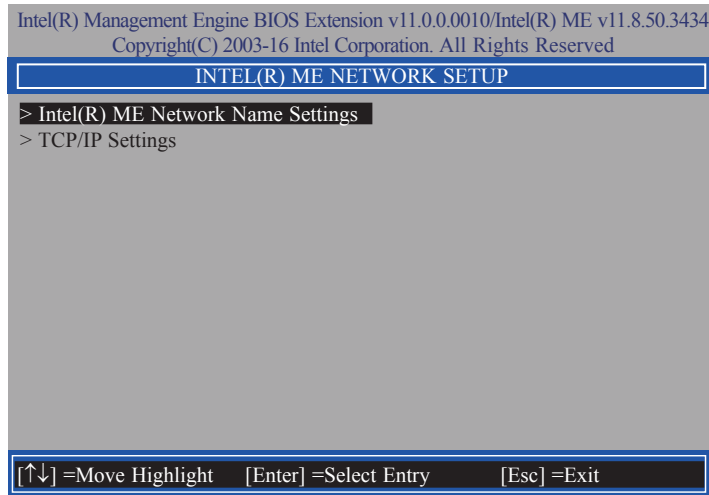 Intel(R) Management Engine BIOS Extension v11.0.0.0010/Intel(R) ME v11.8.50.3434
Copyright(C) 2003-16 Intel Corporation. All Rights Reserved
INTEL(R) ME NETWORK SETUP
> Intel(R) ME Network Name Settings
> TCP/IP Settings
[↑↓] =Move Highlight [Enter] =Select Entry [Esc] =Exit